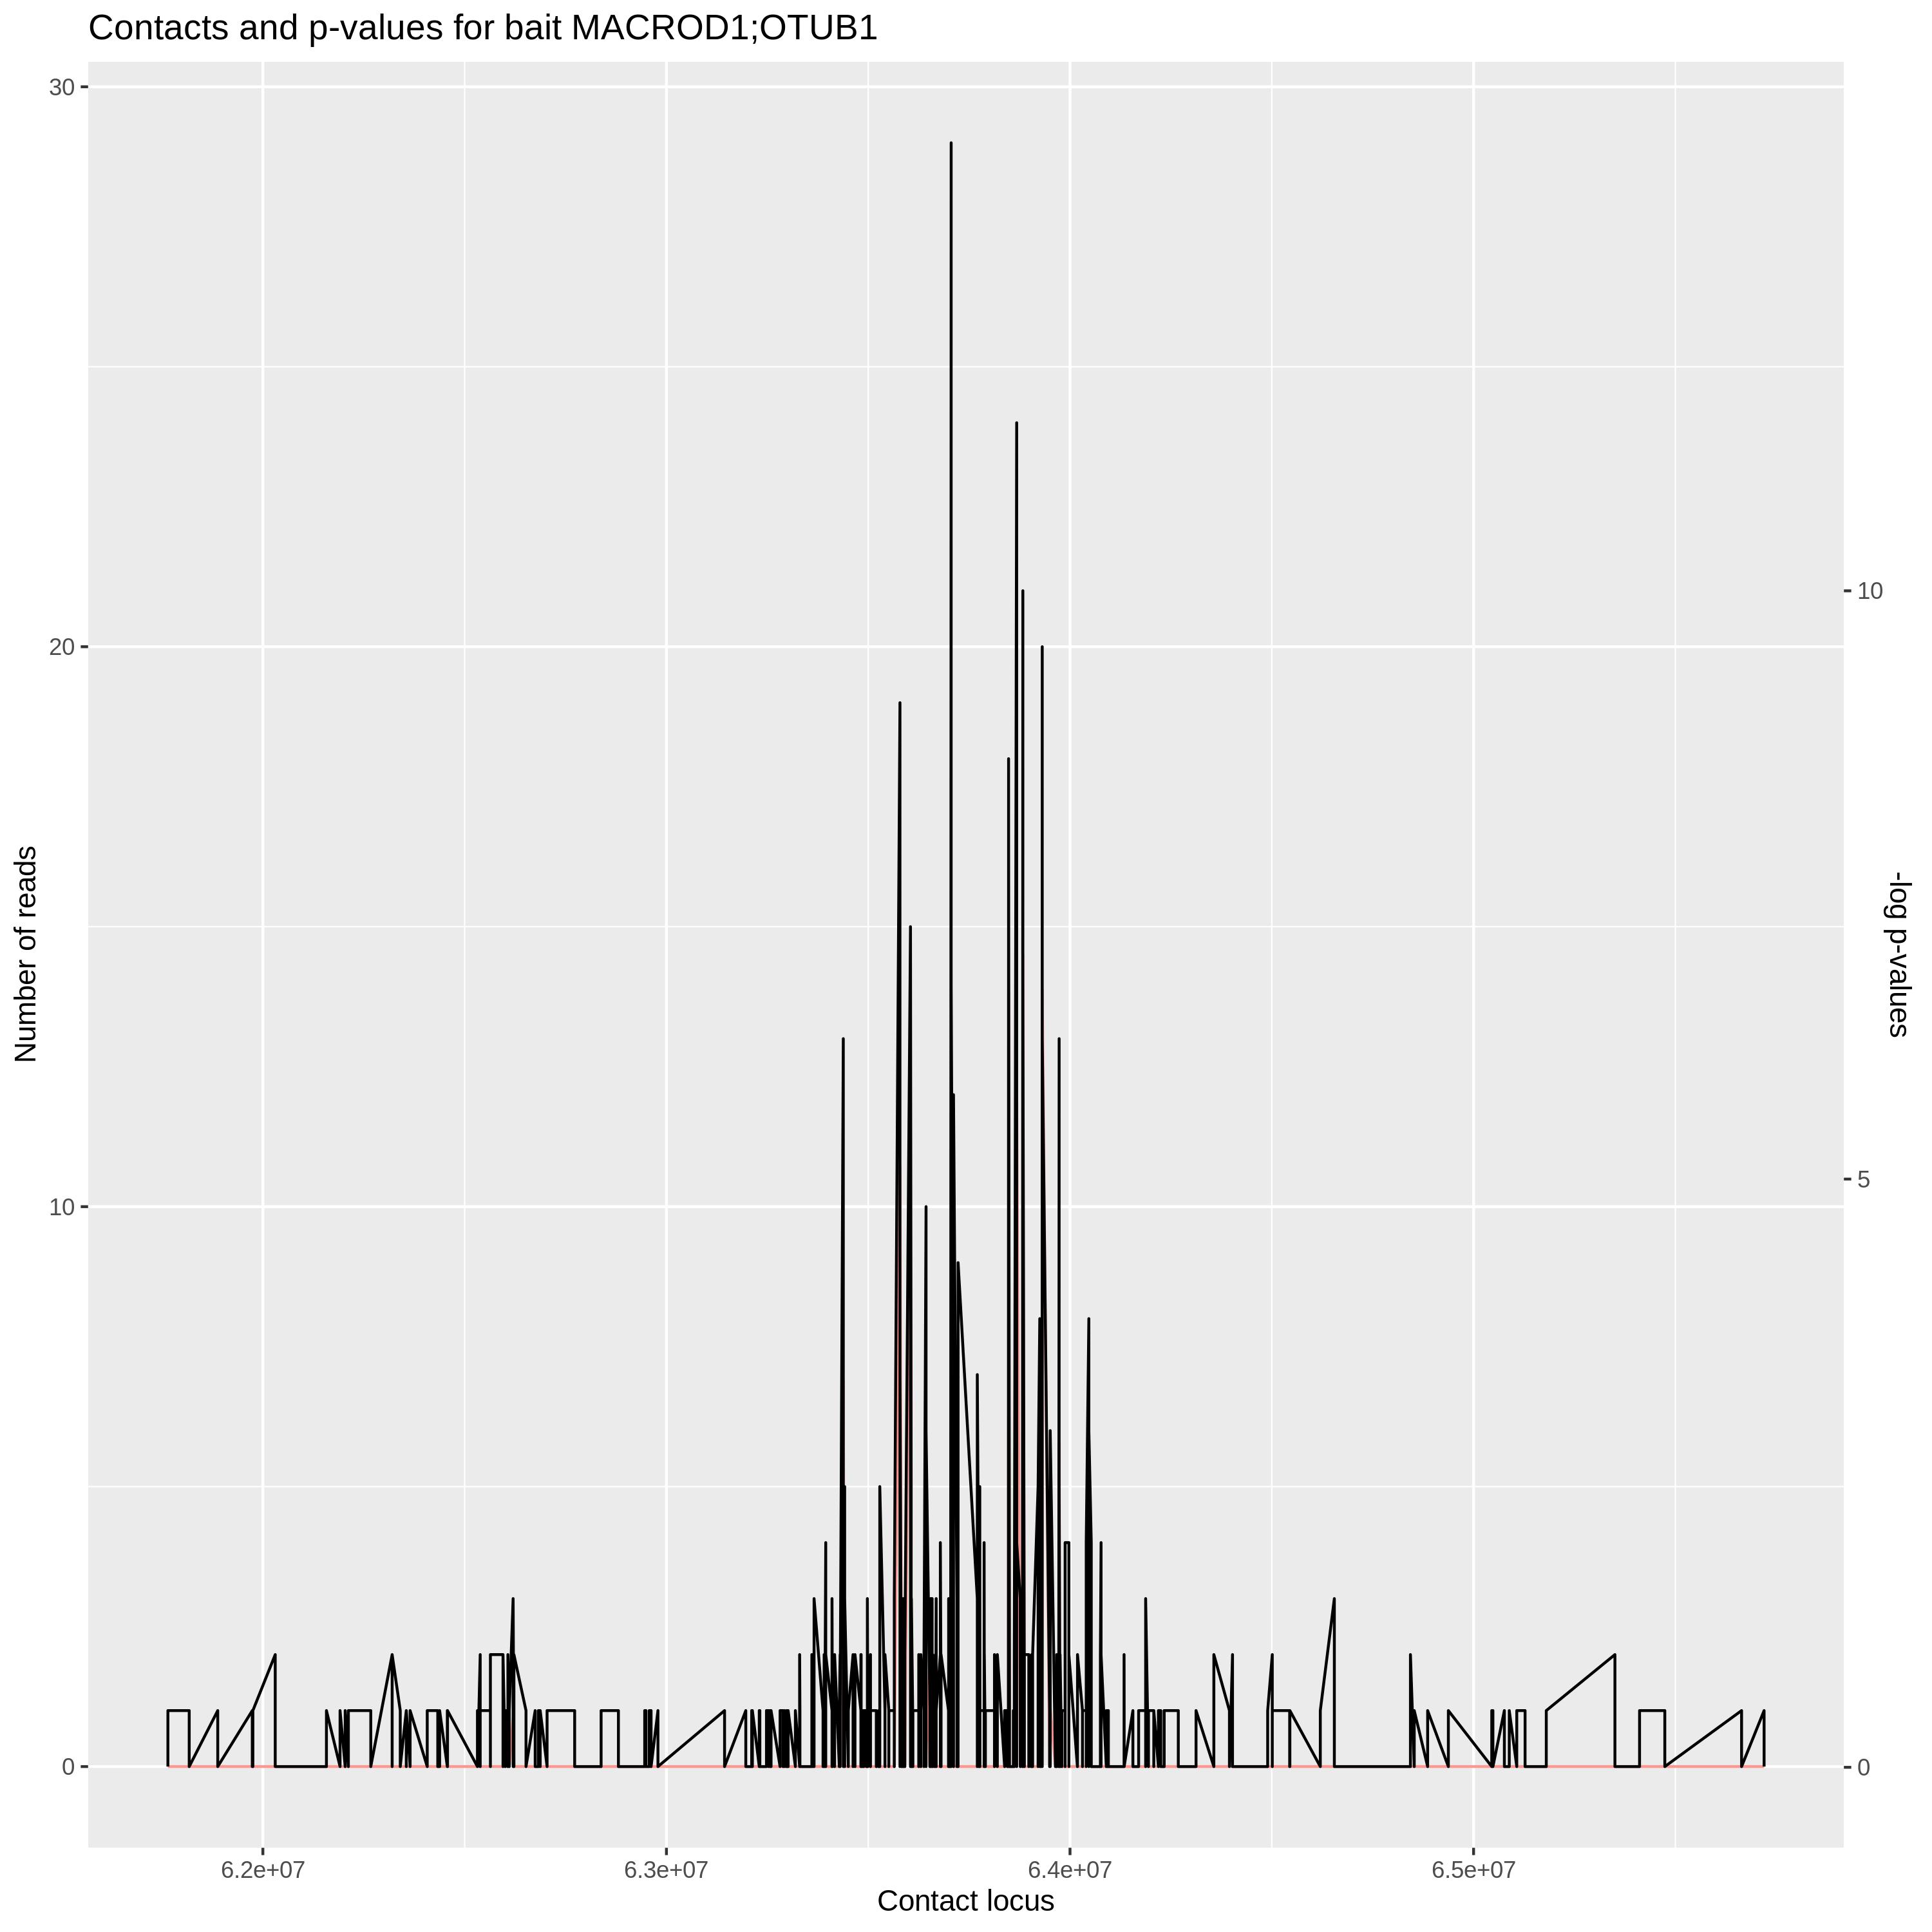 Contacts and p-values for bait MACROD1;OTUB1
30
20
10
0
Number of reads
10
5
0
-log p-values
6.2e+07
6.3e+07
6.4e+07
6.5e+07
Contact locus